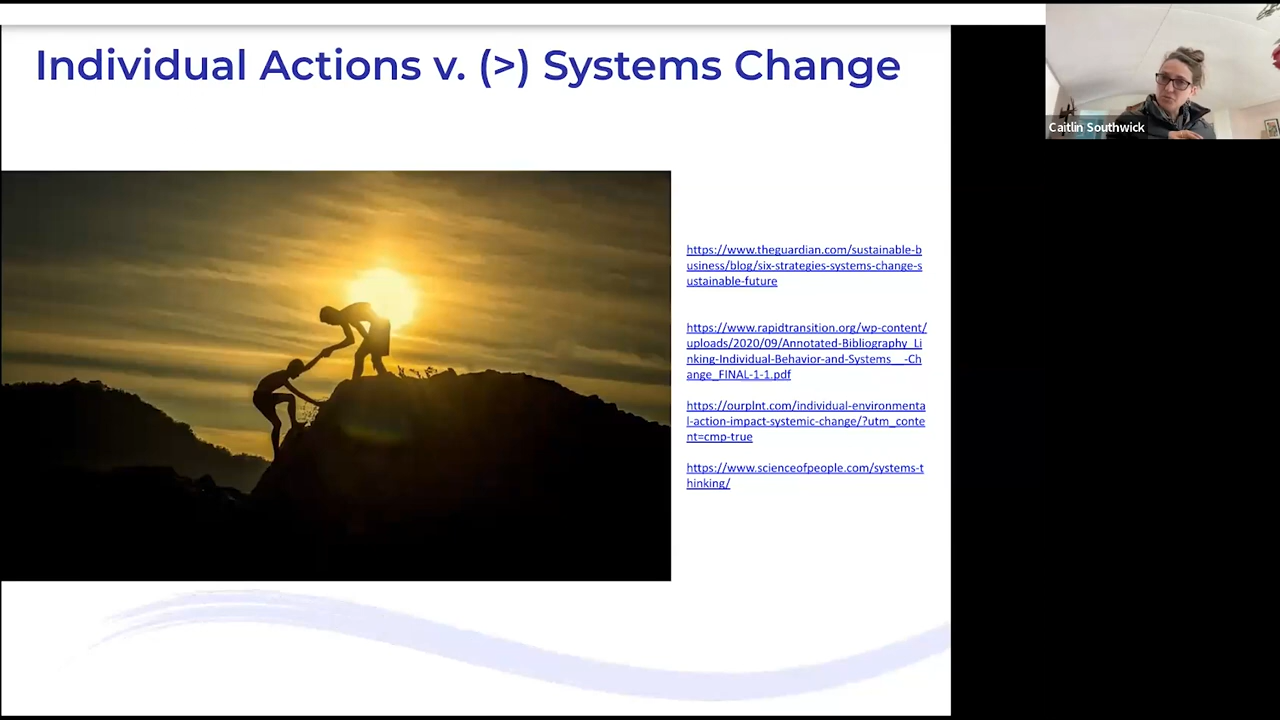 Individual Actions v. (>) Systems Change
Caitlin Southwick
https://www.theguardian.com/sustainable-b
usiness/blog/six-strategies-systems-change-s
ustainable-future
https://www.rapidtransition.org/wp-content/
uploads/2020/09/Annotated-Bibliography_Li
nking-Individual-Behavior-and-Systems__-Ch
ange_FINAL-1-1.pdf
https://ourplnt.com/individual-environmenta
l-action-impact-systemic-change/?utm_conte
nt=cmp-true
https://www.scienceofpeople.com/systems-t
hinking/